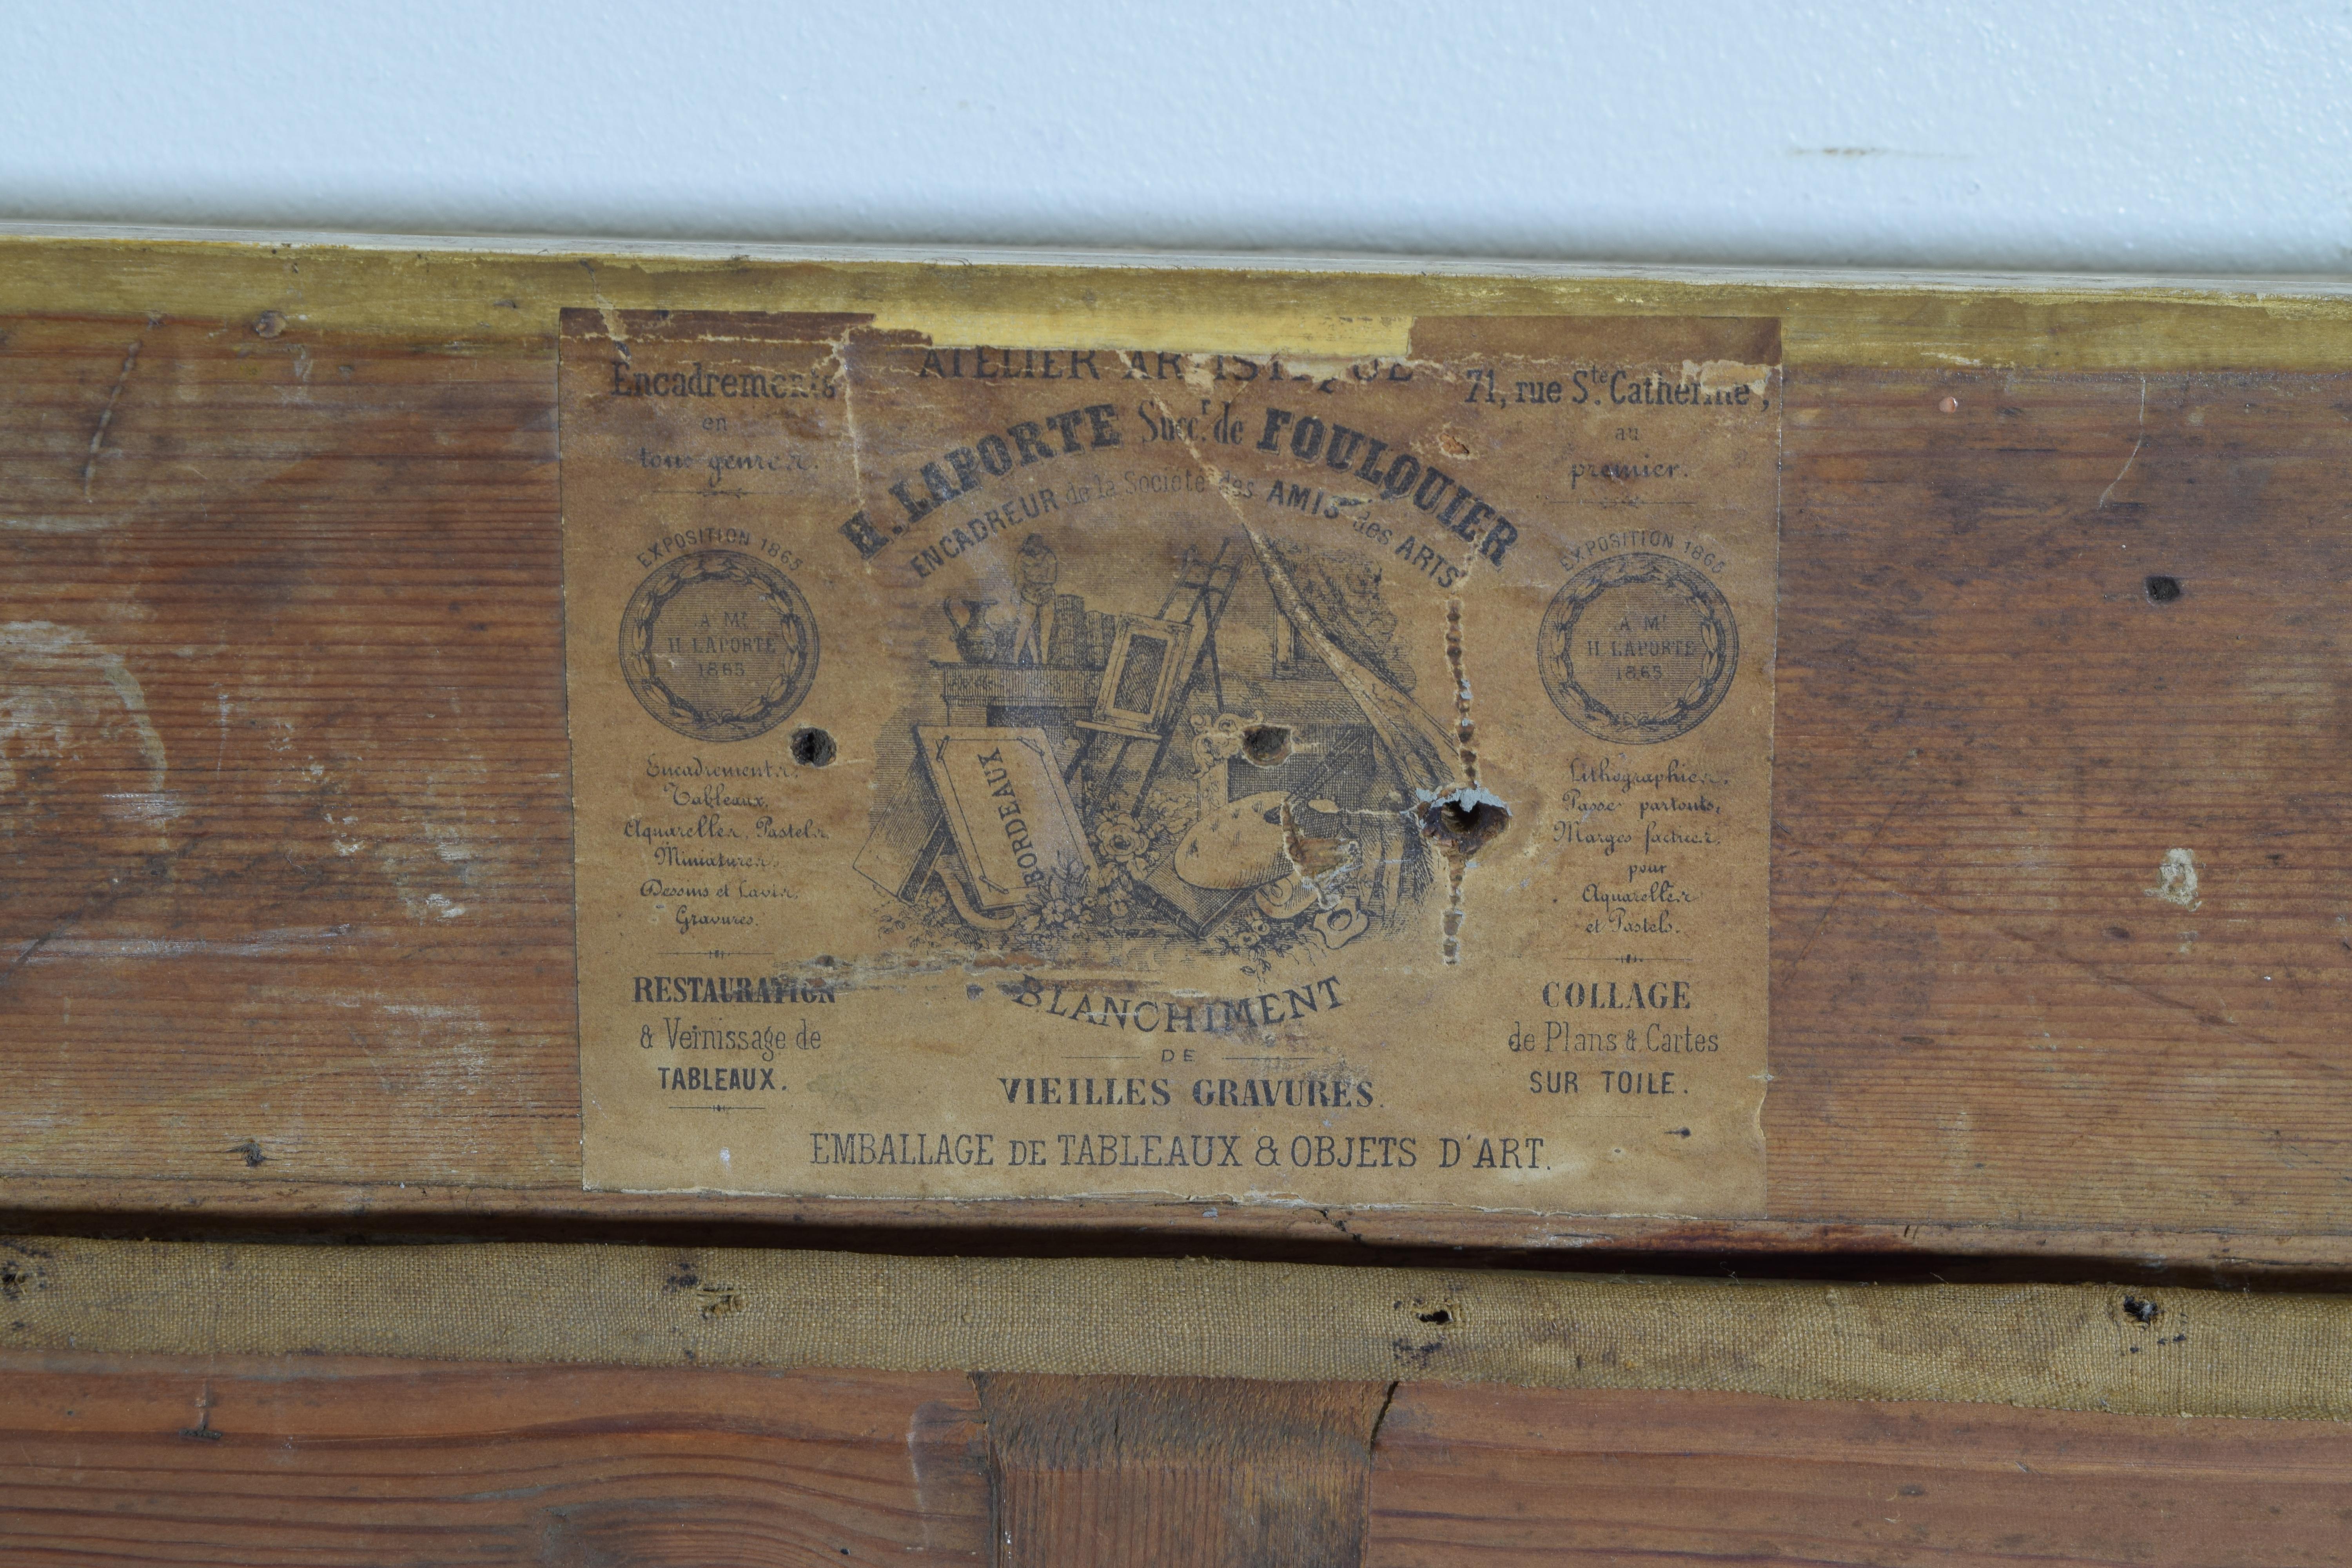 ATELIER ARTISTIQUE
Encadrements
en
tous genres.
71, rue Ste. Catherine,
au
premier.
H. LAPORTE Succr. de FOULQUIER
ENCADREUR de la Société des AMIS des ARTS
EXPOSITION 1865
A Mr
H. LAPORTE
1865
EXPOSITION 1865
A Mr
H. LAPORTE
1865
BORDEAUX
Encadrements,
Tableaux,
Aquarelles, Pastels,
Miniatures,
Dessins et Lavis,
Gravures.
Lithographies,
Passe partouts,
Marges factices,
pour
Aquarelles
et Pastels.
RESTAURATION
& Vernissage de
TABLEAUX.
BLANCHIMENT
DE
VIEILLES GRAVURES.
COLLAGE
de Plans & Cartes
SUR TOILE.
EMBALLAGE DE TABLEAUX & OBJETS D'ART.